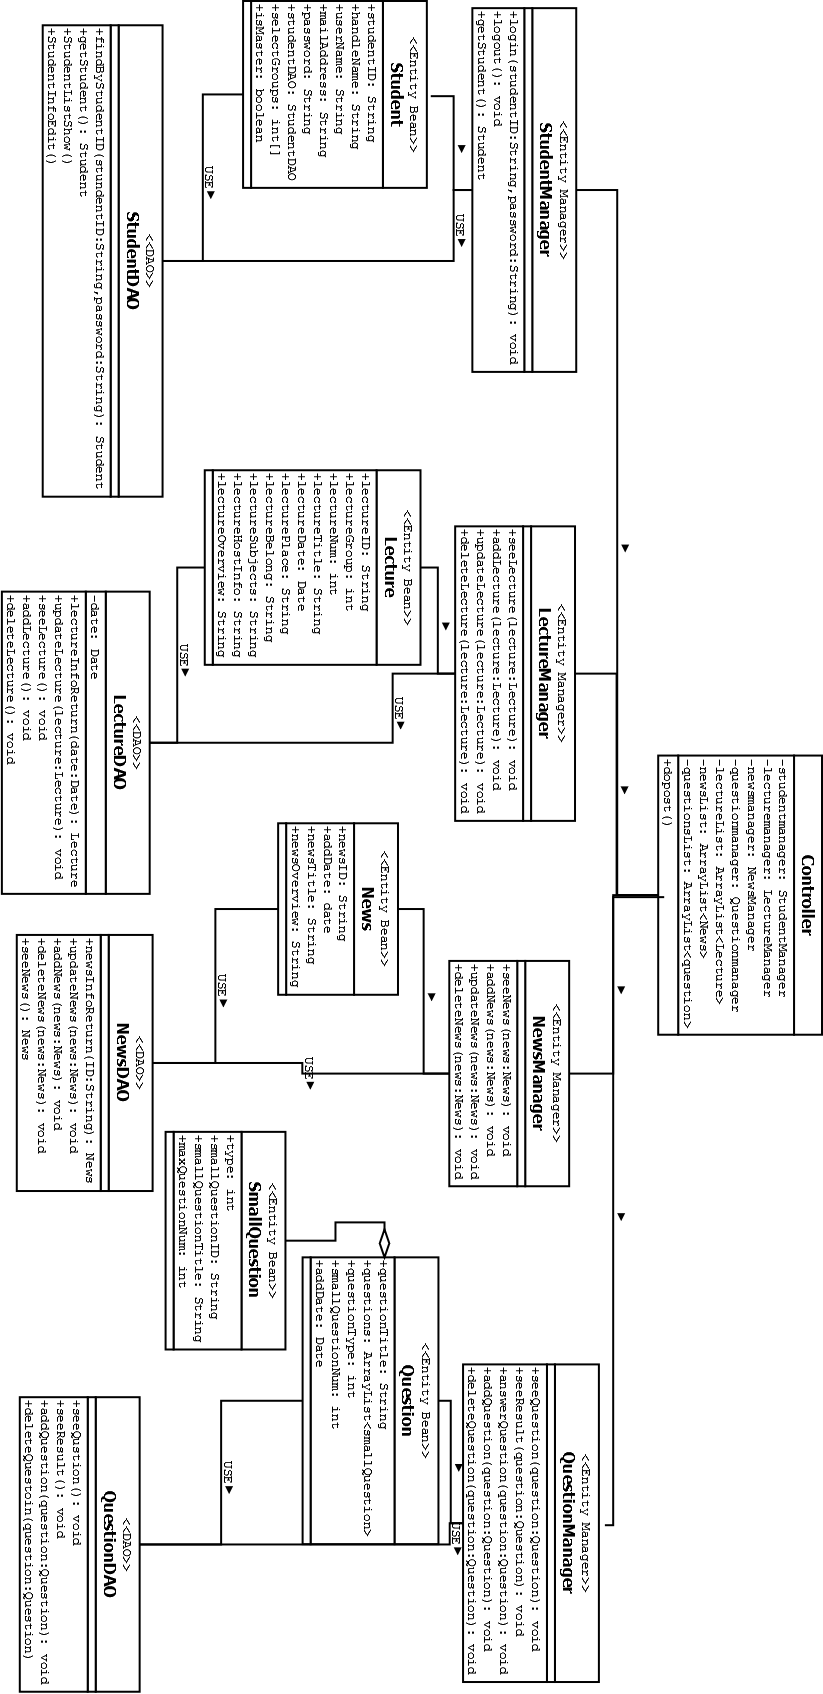 Controller
-studentmanager: StudentManager
-lecturemanager: LectureManager
-newsmanager: NewsManager
-questionmanager: Questionmanager
-lectureList: ArrayList<Lecture>
-newsList: ArrayList<News>
-questionsList: ArrayList<question>
+dopost()
<<Entity Manager>>
StudentManager
+login(studentID:String,password:String): void
+logout(): void
+getStudent(): Student
<<Entity Manager>>
LectureManager
+seeLecture(lecture:Lecture): void
+addLecture(lecture:Lecture): void
+updateLecture(lecture:Lecture): void
+deleteLecture(lecture:Lecture): void
<<Entity Manager>>
NewsManager
+seeNews(news:News): void
+addNews(news:News): void
+updateNews(news:News): void
+deleteNews(news:News): void
<<Entity Manager>>
QuestionManager
+seeQuestion(question:Question): void
+seeResult(question:Question): void
+answerQuestion(question:Question): void
+addQuestion(question:Question): void
+deleteQuestion(question:Question): void
<<Entity Bean>>
Student
+studentID: String
+handleName: String
+userName: String
+mailAddress: String
+password: String
+studentDAO: StudentDAO
+selectGroups: int[]
+isMaster: boolean
USE
<<Entity Bean>>
Lecture
+lectureID: String
+lectureGroup: int
+lectureNum: int
+lectureTitle: String
+lectureDate: Date
+lecturePlace: String
+lectureBelong: String
+lectureSubjects: String
+lectureHostInfo: String
+lectureOverview: String
USE
<<Entity Bean>>
News
+newsID: String
+addDate: date
+newsTitle: String
+newsOverview: String
USE
<<Entity Bean>>
Question
+questionTitle: String
+questions: ArrayList<smallQuestion>
+questionType: int
+smallQuestionNum: int
+addDate: Date
USE
<<Entity Bean>>
SmallQuestion
+type: int
+smallQuestionID: String
+smallQuestionTitle: String
+maxQuestionNum: int
USE
USE
USE
USE
<<DAO>>
StudentDAO
+findByStudentID(stundentID:String,password:String): Student
+getStudent(): Student
+StudentListShow()
+StudentInfoEdit()
<<DAO>>
LectureDAO
-date: Date
+lectureInfoReturn(date:Date): Lecture
+updateLecture(lecture:Lecture): void
+seeLecture(): void
+addLecture(): void
+deleteLecture(): void
<<DAO>>
NewsDAO
+newsInfoReturn(ID:String): News
+updateNews(news:News): void
+addNews(news:News): void
+deleteNews(news:News): void
+seeNews(): News
<<DAO>>
QuestionDAO
+seeQustion(): void
+seeResult(): void
+addQuestion(question:Question): void
+deleteQuestoin(question:Question)